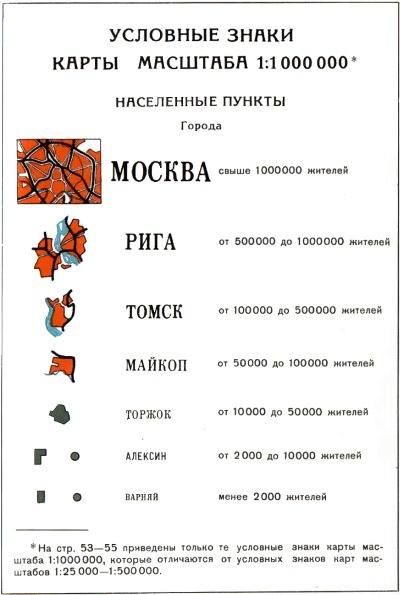 УСЛОВНЫЕ ЗНАКИ
КАРТЫ МАСШТАБА 1:1 000 000*
НАСЕЛЕННЫЕ ПУНКТЫ
Города
МОСКВА свыше 1000000 жителей
РИГА от 500000 до 1000000 жителей
ТОМСК от 100000 до 500000 жителей
МАЙКОП от 50000 до 100000 жителей
ТОРЖОК от 10000 до 50000 жителей
АЛЕКСИН от 2000 до 10000 жителей
ВАРНЯЙ менее 2000 жителей
*На стр. 53—55 приведены только те условные знаки карты мас-
штаба 1:1000000, которые отличаются от условных знаков карт мас-
штабов 1:25 000—1:500 000.